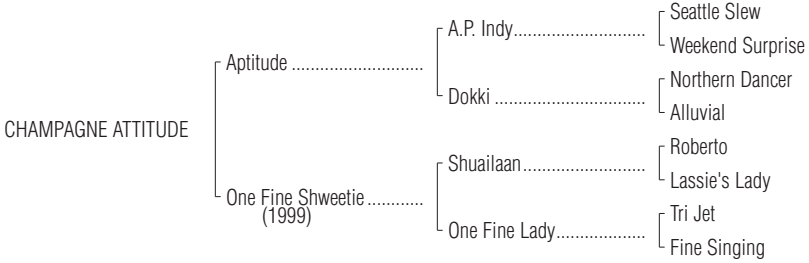 Seattle Slew
A.P. Indy..............................
Weekend Surprise
Aptitude ..............................
Northern Dancer
Dokki ..................................
Alluvial
CHAMPAGNE ATTITUDE
Roberto
Shuailaan............................
Lassie's Lady
One Fine Shweetie............
(1999)
Tri Jet
One Fine Lady....................
Fine Singing